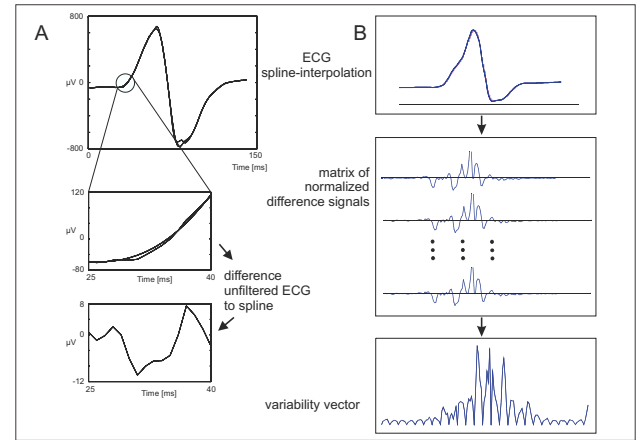 A
800
µV 0
-800
0
150
Time [ms]
ECG
spline-interpolation
120
µV
0
-80
25
Time [ms]
40
difference
unfiltered ECG
to spline
8
0
µV
-12
25
Time [ms]
40
B
matrix of
normalized
difference signals
variability vector